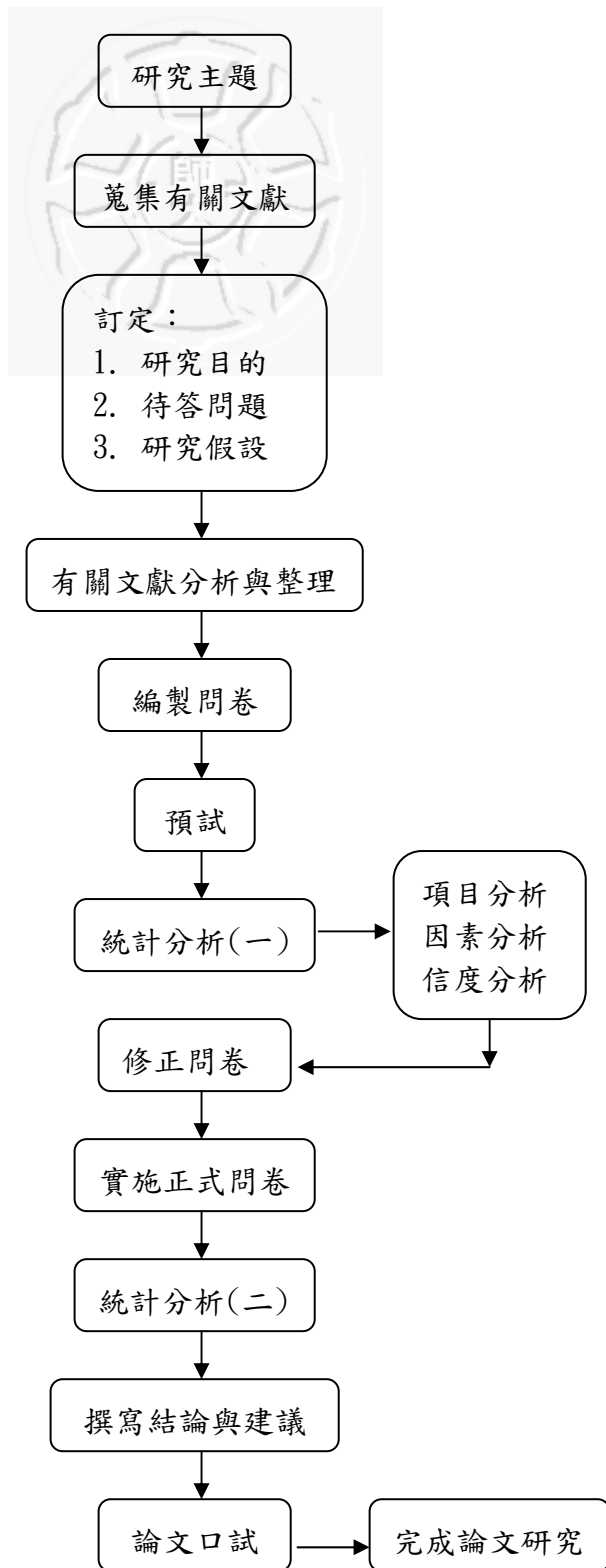 研究主題
蒐集有關文獻
訂定：
1. 研究目的
2. 待答問題
3. 研究假設
有關文獻分析與整理
編製問卷
預試
統計分析(一)
項目分析
因素分析
信度分析
修正問卷
實施正式問卷
統計分析(二)
撰寫結論與建議
論文口試
完成論文研究
師